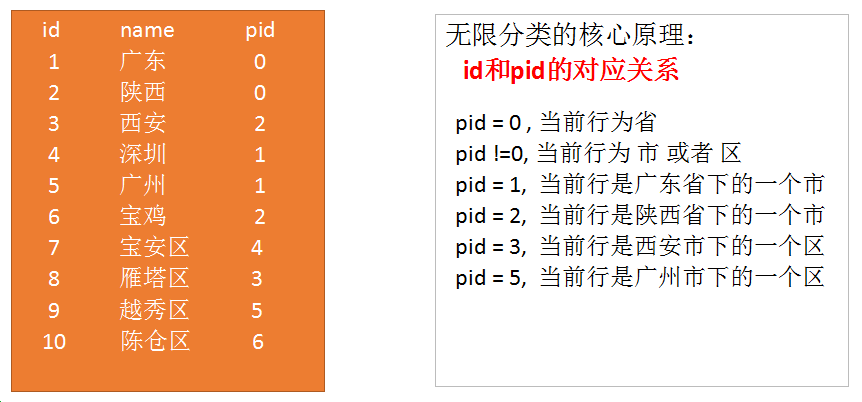 id name pid
1 广东 0
2 陕西 0
3 西安 2
4 深圳 1
5 广州 1
6 宝鸡 2
7 宝安区 4
8 雁塔区 3
9 越秀区 5
10 陈仓区 6
无限分类的核心原理：
id和pid的对应关系
pid = 0 , 当前行为省
pid !=0, 当前行为 市 或者 区
pid = 1, 当前行是广东省下的一个市
pid = 2, 当前行是陕西省下的一个市
pid = 3, 当前行是西安市下的一个区
pid = 5, 当前行是广州市下的一个区